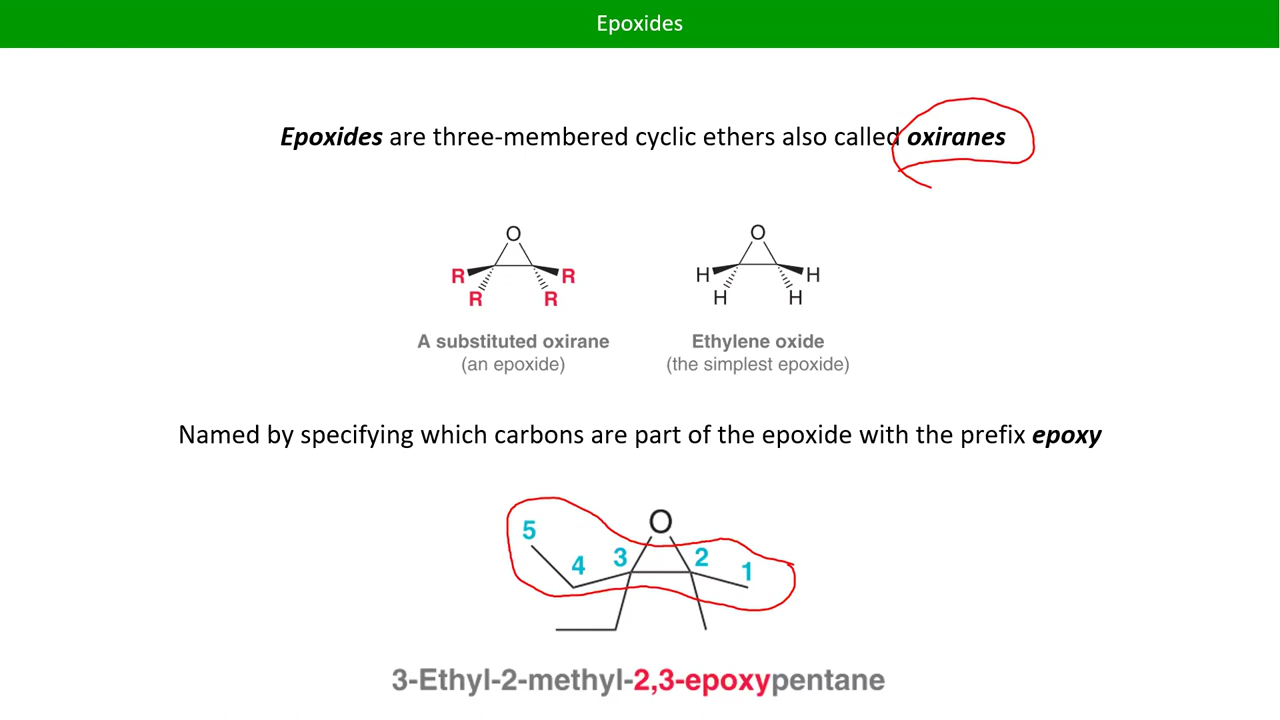 Epoxides
Epoxides are three-membered cyclic ethers also called oxiranes
O
R R
R R
A substituted oxirane
(an epoxide)
O
H H
H H
Ethylene oxide
(the simplest epoxide)
Named by specifying which carbons are part of the epoxide with the prefix epoxy
O
5
4 3 2 1
3-Ethyl-2-methyl-2,3-epoxypentane